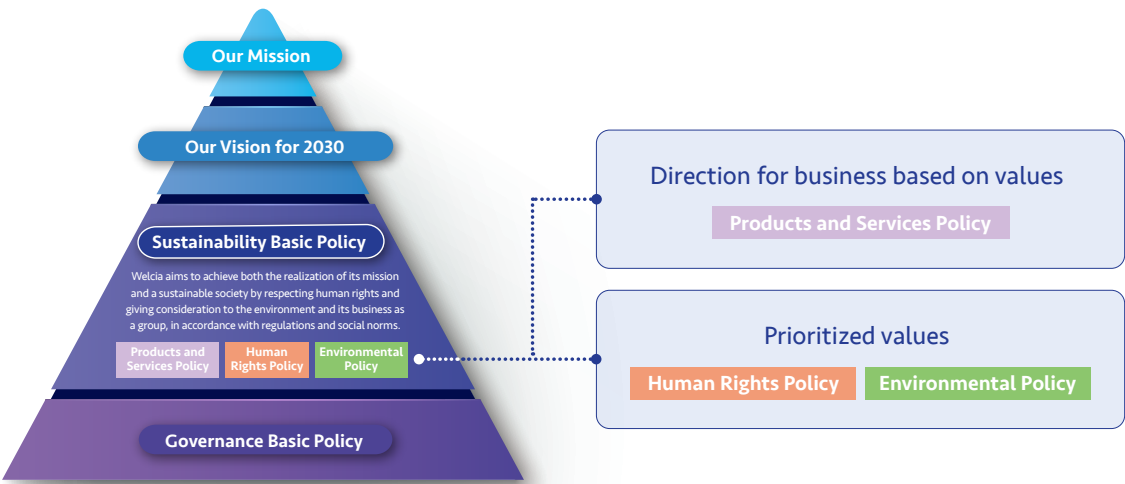 Our Mission
Our Vision for 2030
Sustainability Basic Policy
Welcia aims to achieve both the realization of its mission
and a sustainable society by respecting human rights and
giving consideration to the environment and its business as
a group, in accordance with regulations and social norms.
Products and
Services Policy
Human
Rights Policy
Environmental
Policy
Governance Basic Policy
Direction for business based on values
Products and Services Policy
Prioritized values
Human Rights Policy
Environmental Policy